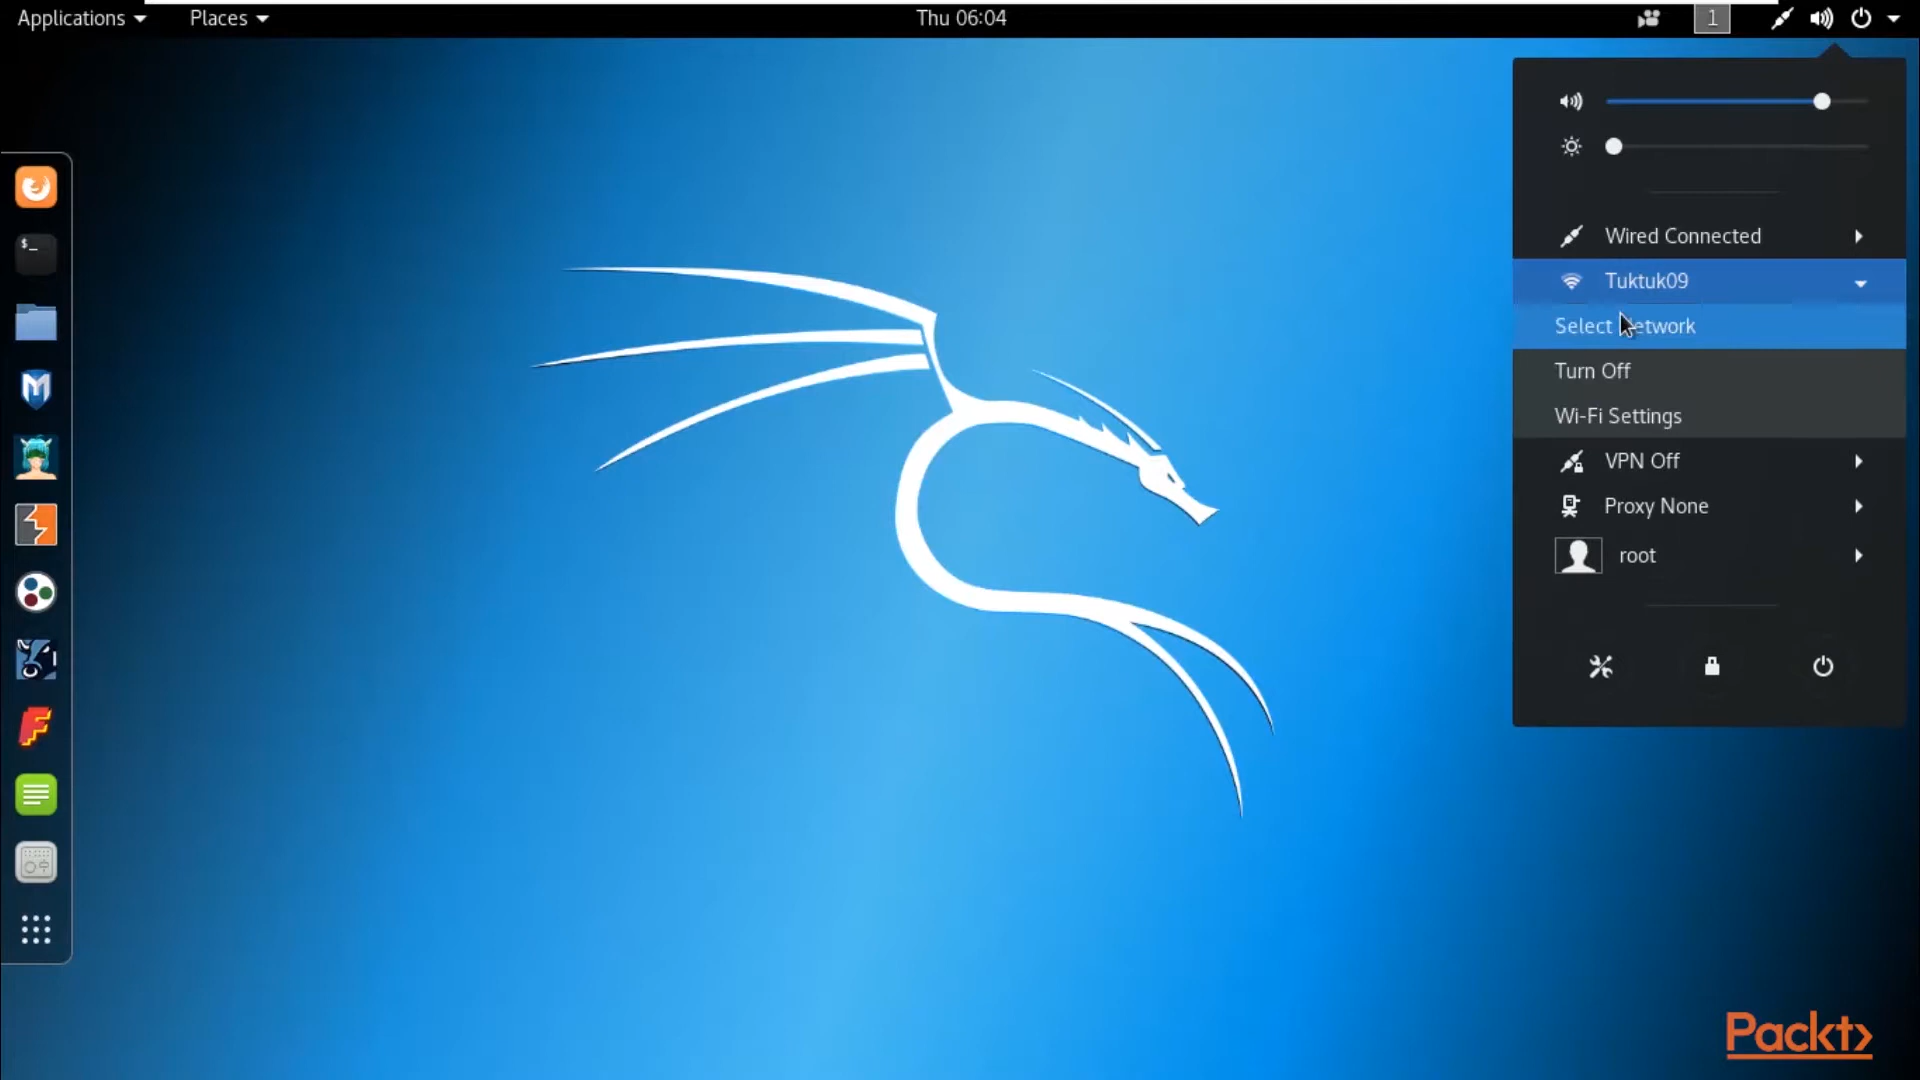 Applications
Places
Thu 06:04
1
Wired Connected
Tuktuk09
Select Network
Turn Off
Wi-Fi Settings
VPN Off
Proxy None
root
$_
M
F
Packt>